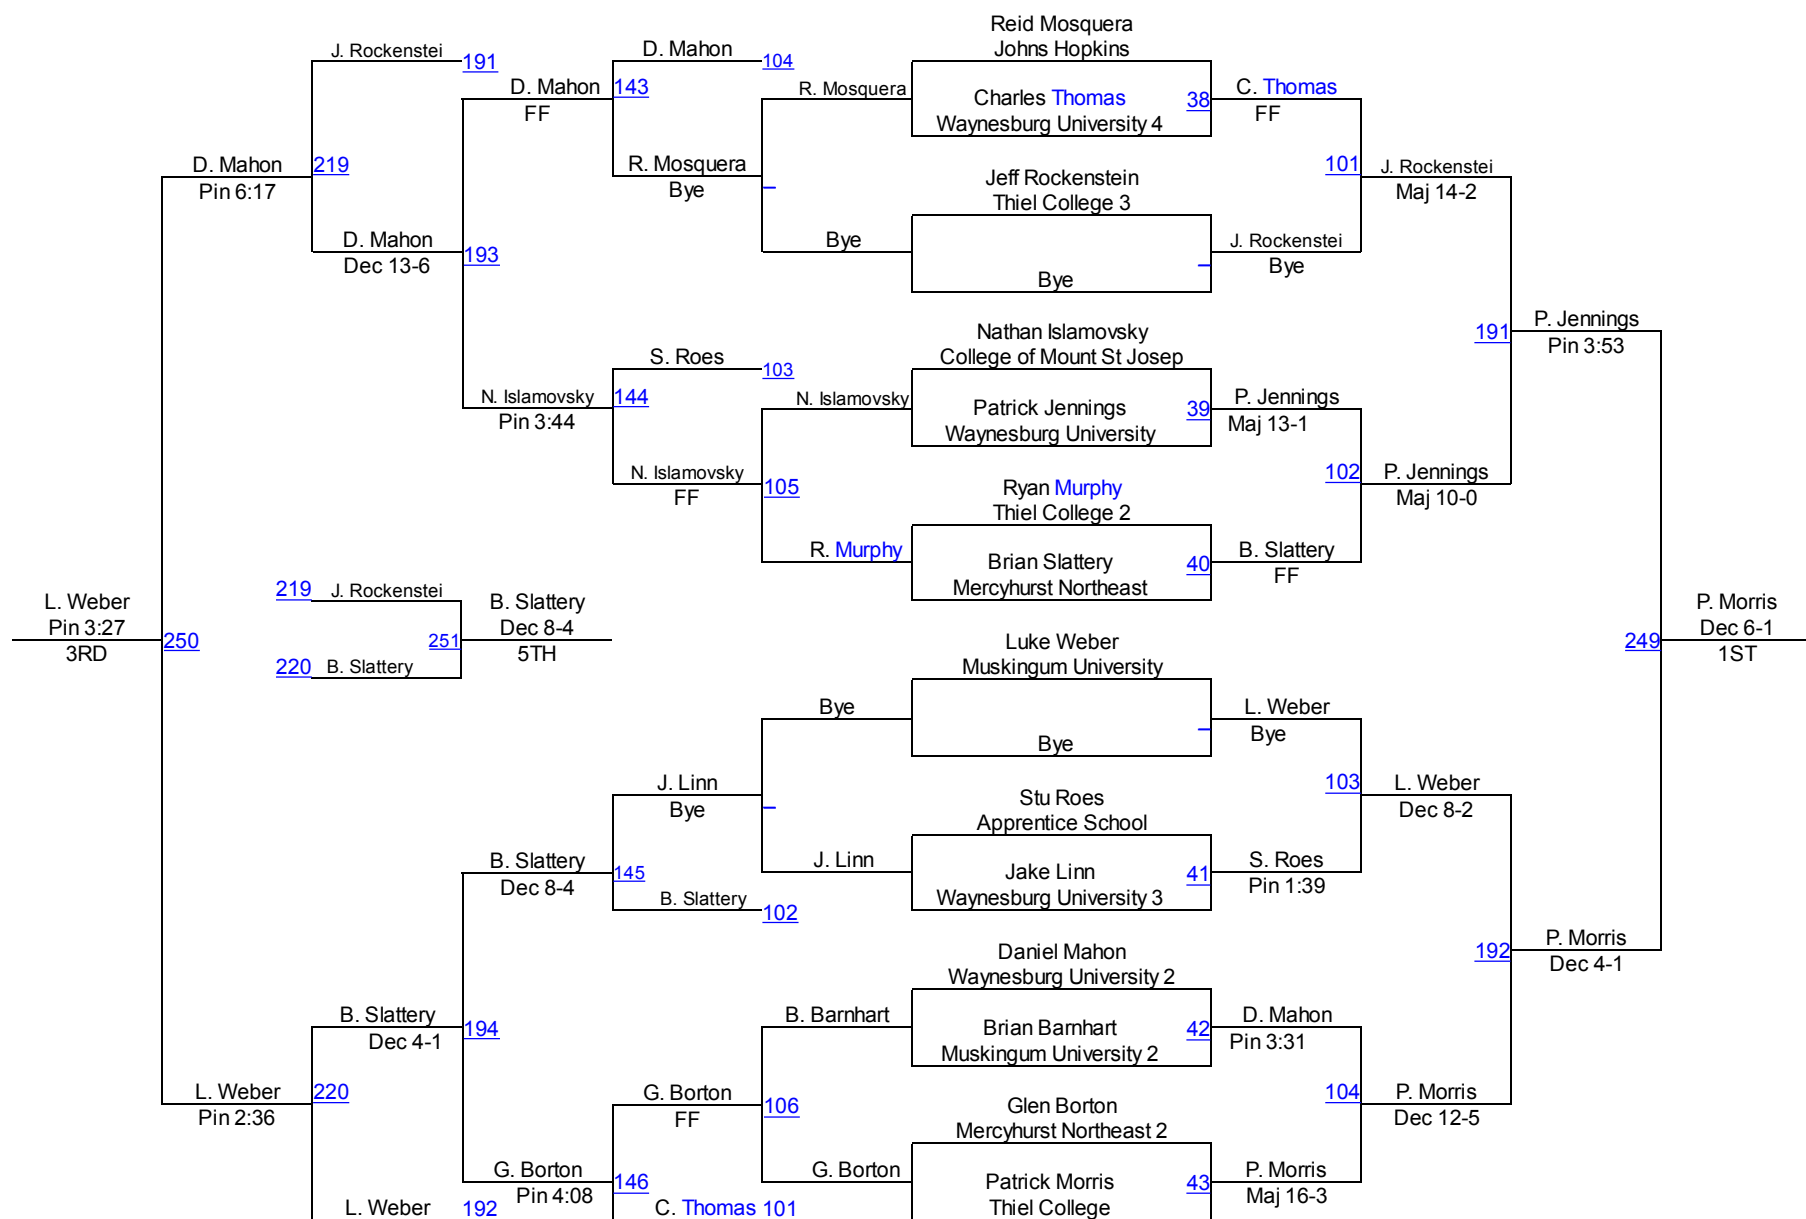 Reid Mosquera
J. Rockenstei 191 D. Mahon 104 Johns Hopkins
D. Mahon 143 R. Mosquera Charles Thomas 38 C. Thomas
FF Waynesburg University 4 FF
D. Mahon 219 R. Mosquera 101 J. Rockenstei
Pin 6:17 Bye Jeff Rockenstein Maj 14-2
Thiel College 3
D. Mahon 193 Bye J. Rockenstei
Dec 13-6 Bye Bye
Nathan Islamovsky 191 P. Jennings
S. Roes 103 College of Mount St Josep Pin 3:53
N. Islamovsky 144 N. Islamovsky Patrick Jennings 39 P. Jennings
Pin 3:44 Waynesburg University Maj 13-1
N. Islamovsky 105 Ryan Murphy 102 P. Jennings
FF Thiel College 2 Maj 10-0
R. Murphy Brian Slattery 40 B. Slattery
219 J. Rockenstei Mercyhurst Northeast FF
L. Weber B. Slattery P. Morris
Pin 3:27 Dec 8-4 Dec 6-1
3RD 250 251 5TH Luke Weber 249 1ST
220 B. Slattery Muskingum University
Bye L. Weber
Bye Bye
J. Linn Stu Roes 103 L. Weber
Bye Apprentice School Dec 8-2
B. Slattery 145 J. Linn Jake Linn 41 S. Roes
Dec 8-4 B. Slattery 102 Waynesburg University 3 Pin 1:39
Daniel Mahon 192 P. Morris
Waynesburg University 2 Dec 4-1
B. Slattery 194 B. Barnhart Brian Barnhart 42 D. Mahon
Dec 4-1 Muskingum University 2 Pin 3:31
L. Weber 220 G. Borton 106 Glen Borton 104 P. Morris
Pin 2:36 FF Mercyhurst Northeast 2 Dec 12-5
G. Borton 146 G. Borton Patrick Morris 43 P. Morris
L. Weber 192 Pin 4:08 C. Thomas 101 Thiel College Maj 16-3